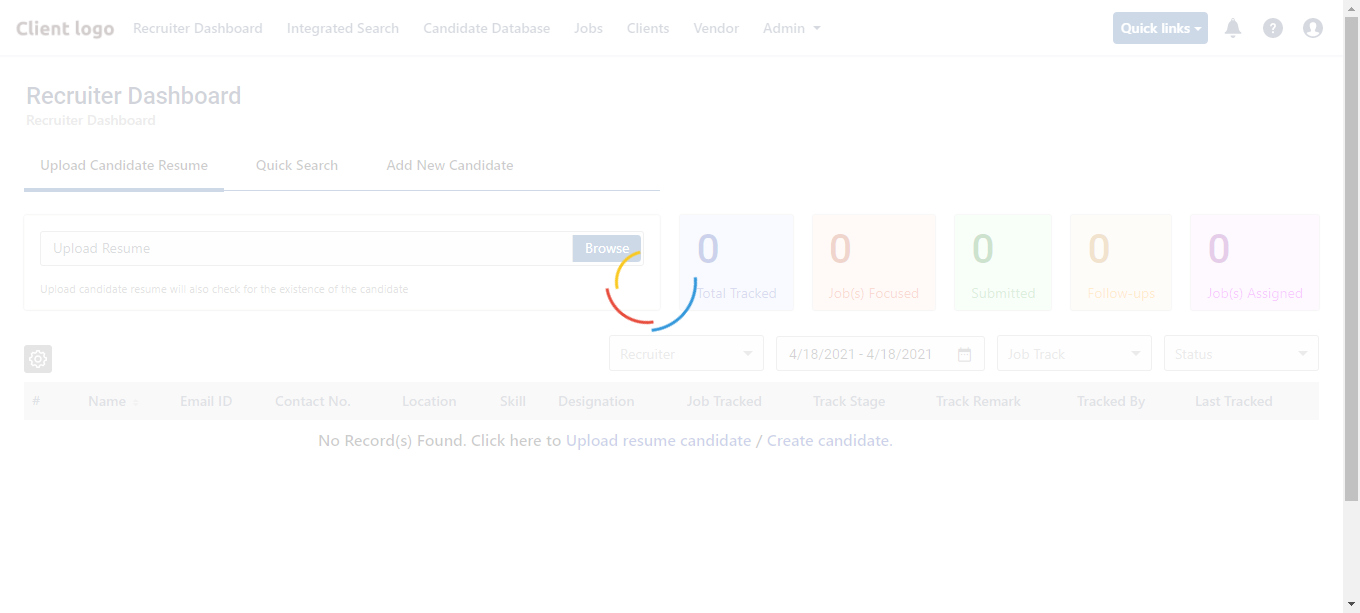 Client logo Recruiter Dashboard Integrated Search Candidate Database Jobs Clients Vendor Admin Quick links ?
Recruiter Dashboard
Recruiter Dashboard
Upload Candidate Resume Quick Search Add New Candidate
Upload Resume Browse
Upload candidate resume will also check for the existence of the candidate
0 0 0 0 0
Total Tracked Job(s) Focused Submitted Follow-ups Job(s) Assigned
Recruiter 4/18/2021 - 4/18/2021 Job Track Status
# Name Email ID Contact No. Location Skill Designation Job Tracked Track Stage Track Remark Tracked By Last Tracked
No Record(s) Found. Click here to Upload resume candidate / Create candidate.